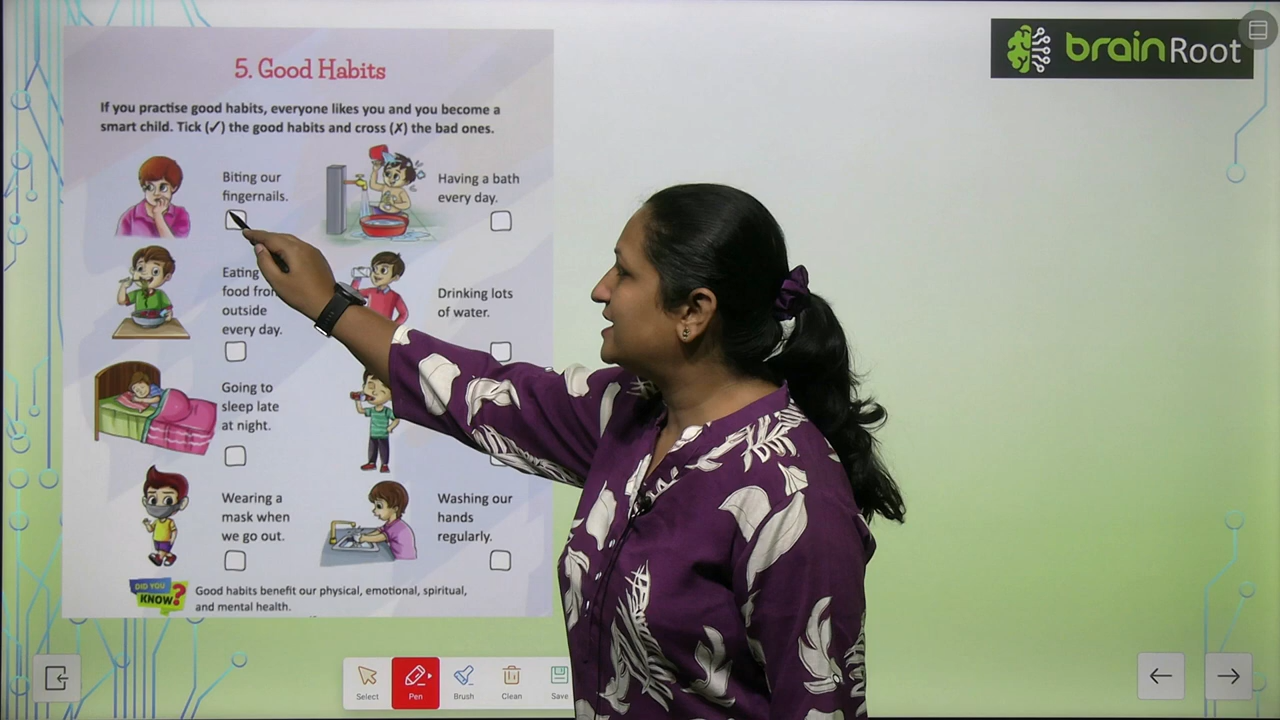 5. Good Habits
If you practise good habits, everyone likes you and you become a
smart child. Tick (✓) the good habits and cross (✗) the bad ones.
Biting our
fingernails.
Having a bath
every day.
Eating
food from
outside
every day.
Drinking lots
of water.
Going to
sleep late
at night.
Wearing a
mask when
we go out.
Washing our
hands
regularly.
DID YOU
KNOW?
Good habits benefit our physical, emotional, spiritual,
and mental health.
brainRoot
Select
Pen
Brush
Clean
Save